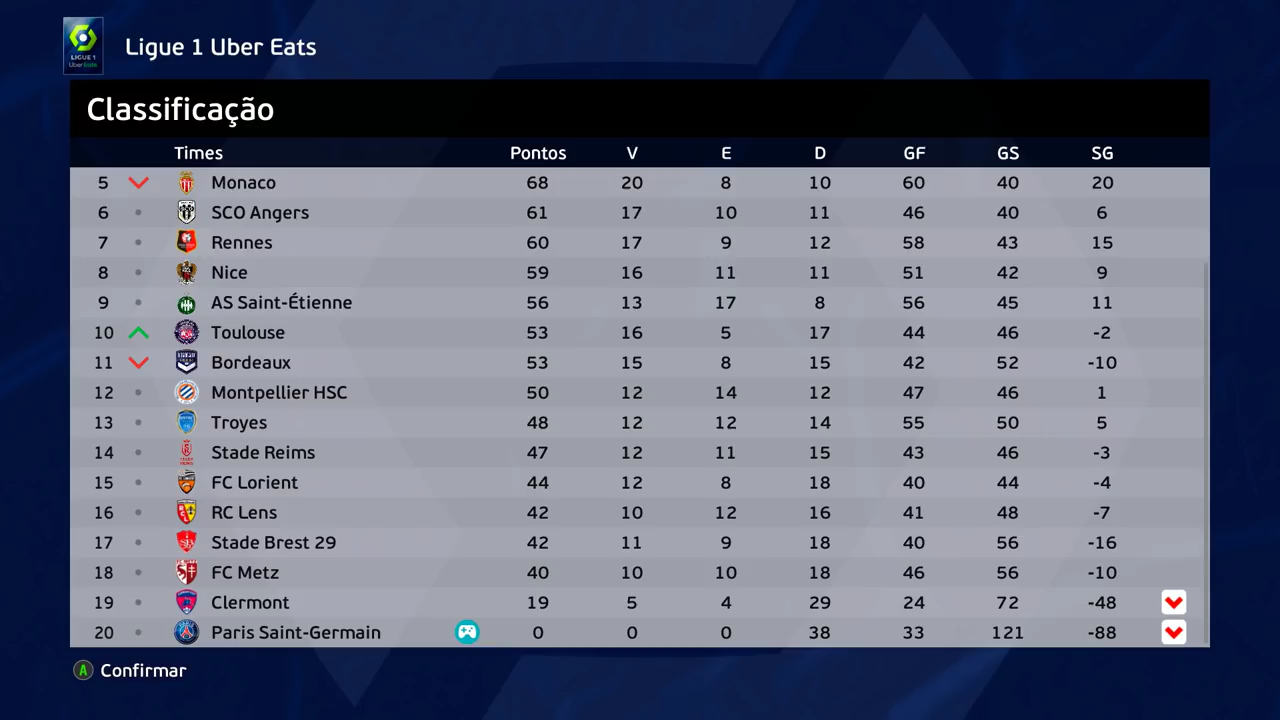 Ligue 1 Uber Eats
LIGUE 1
Uber Eats
Classificação
Times Pontos V E D GF GS SG
5 Monaco 68 20 8 10 60 40 20
6 SCO Angers 61 17 10 11 46 40 6
7 Rennes 60 17 9 12 58 43 15
8 Nice 59 16 11 11 51 42 9
9 AS Saint-Étienne 56 13 17 8 56 45 11
10 Toulouse 53 16 5 17 44 46 -2
11 Bordeaux 53 15 8 15 42 52 -10
12 Montpellier HSC 50 12 14 12 47 46 1
13 Troyes 48 12 12 14 55 50 5
14 Stade Reims 47 12 11 15 43 46 -3
15 FC Lorient 44 12 8 18 40 44 -4
16 RC Lens 42 10 12 16 41 48 -7
17 Stade Brest 29 42 11 9 18 40 56 -16
18 FC Metz 40 10 10 18 46 56 -10
19 Clermont 19 5 4 29 24 72 -48
20 Paris Saint-Germain 0 0 0 38 33 121 -88
A Confirmar